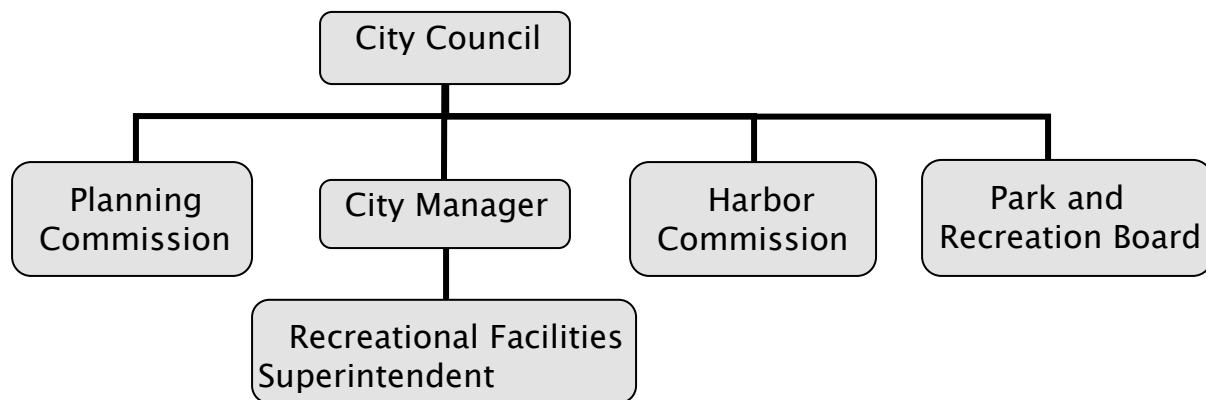 City Council
Planning
Commission
City Manager
Harbor
Commission
Park and
Recreation Board
Recreational Facilities
Superintendent